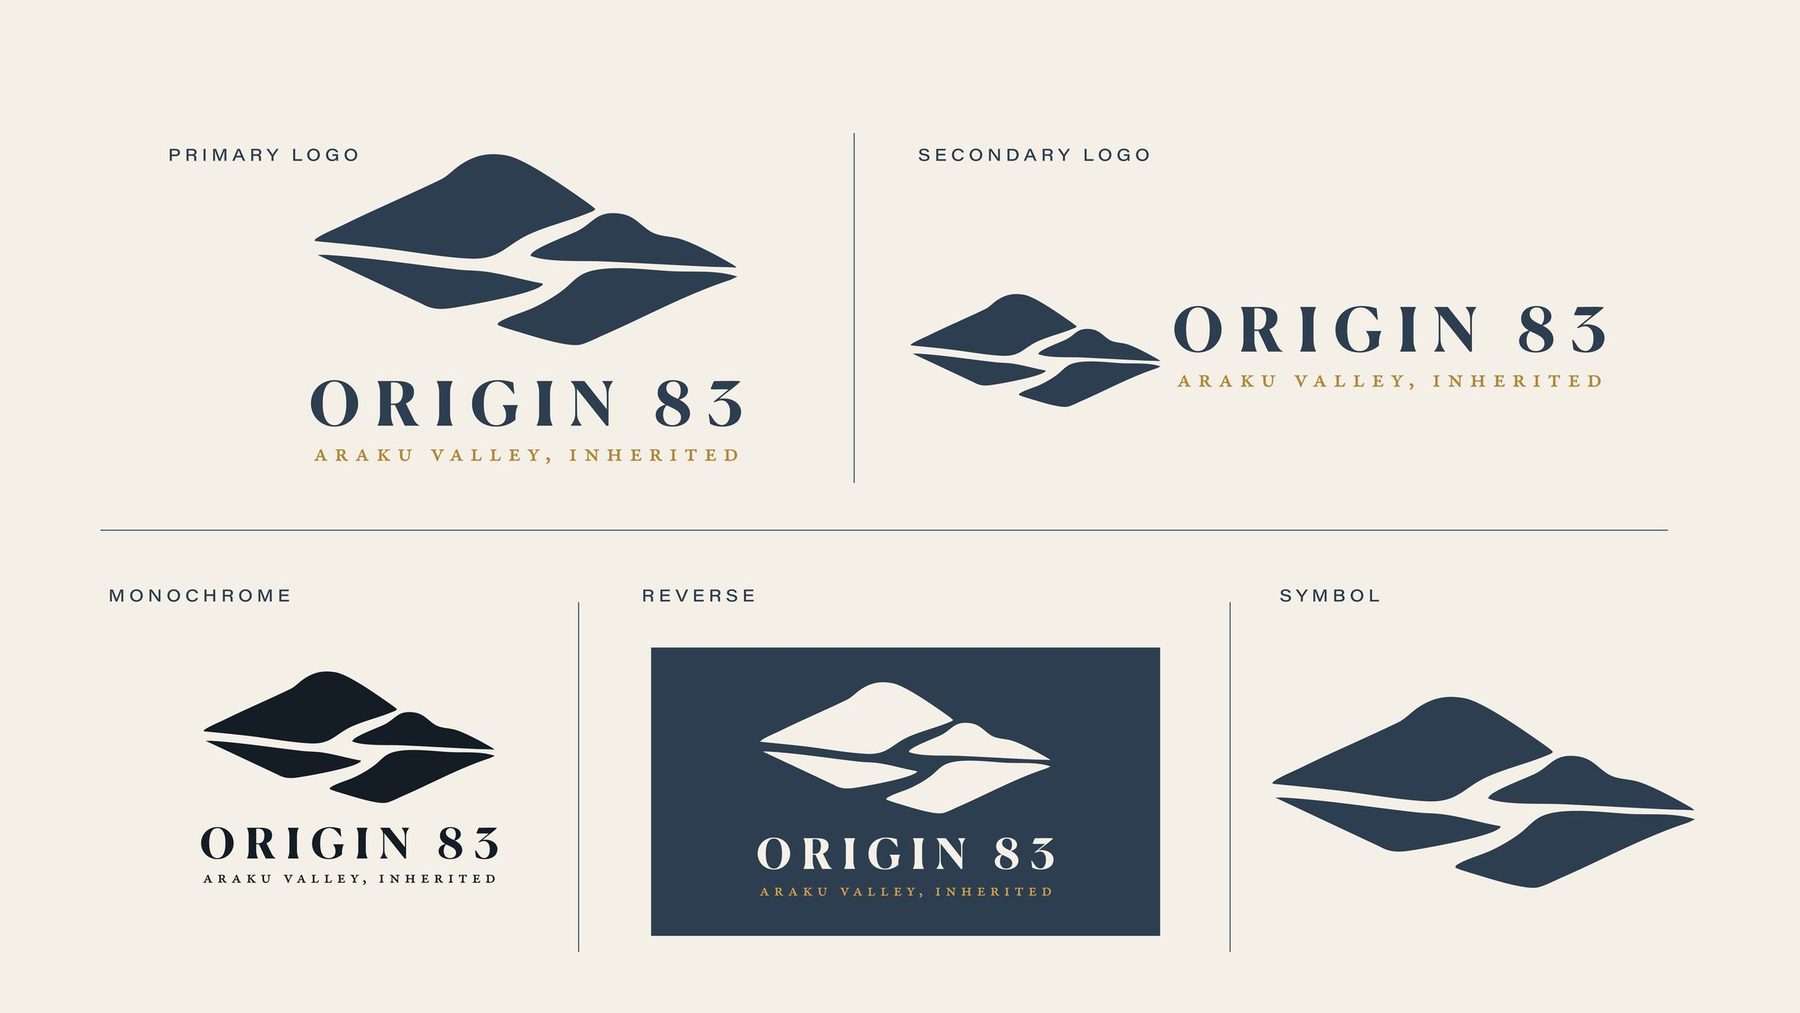 PRIMARY LOGO
ORIGIN 83
ARAKU VALLEY, INHERITED
SECONDARY LOGO
ORIGIN 83
ARAKU VALLEY, INHERITED
MONOCHROME
ORIGIN 83
ARAKU VALLEY, INHERITED
REVERSE
ORIGIN 83
ARAKU VALLEY, INHERITED
SYMBOL